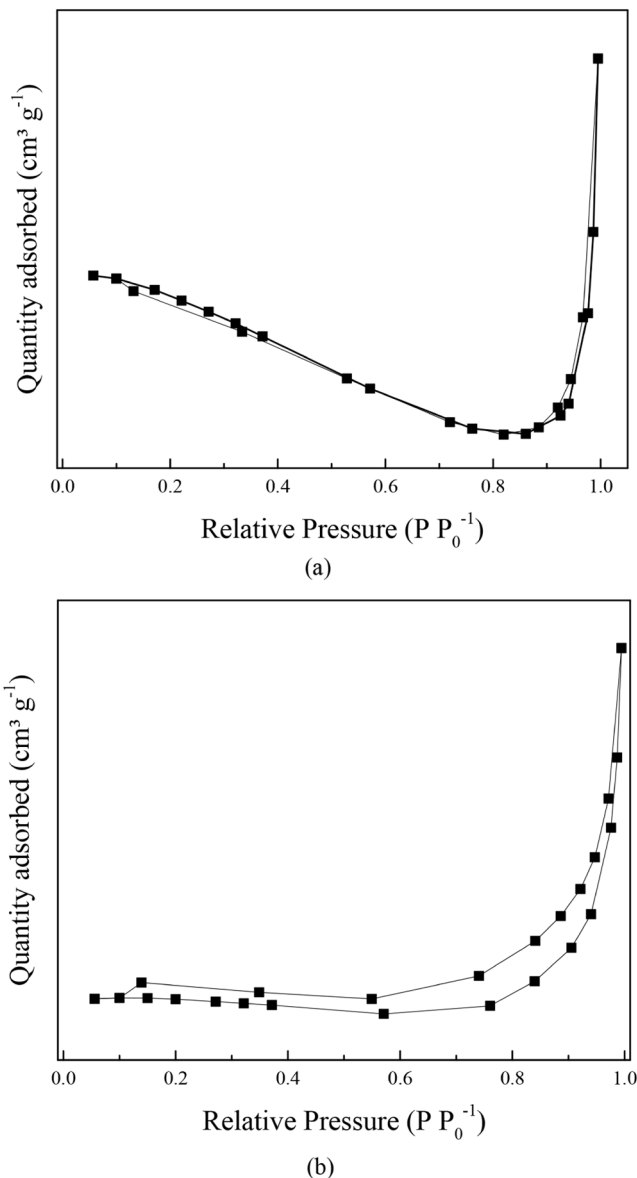 Quantity adsorbed (cm³ g⁻¹)
0.0 0.2 0.4 0.6 0.8 1.0
Relative Pressure (P P₀⁻¹)
(a)
Quantity adsorbed (cm³ g⁻¹)
0.0 0.2 0.4 0.6 0.8 1.0
Relative Pressure (P P₀⁻¹)
(b)